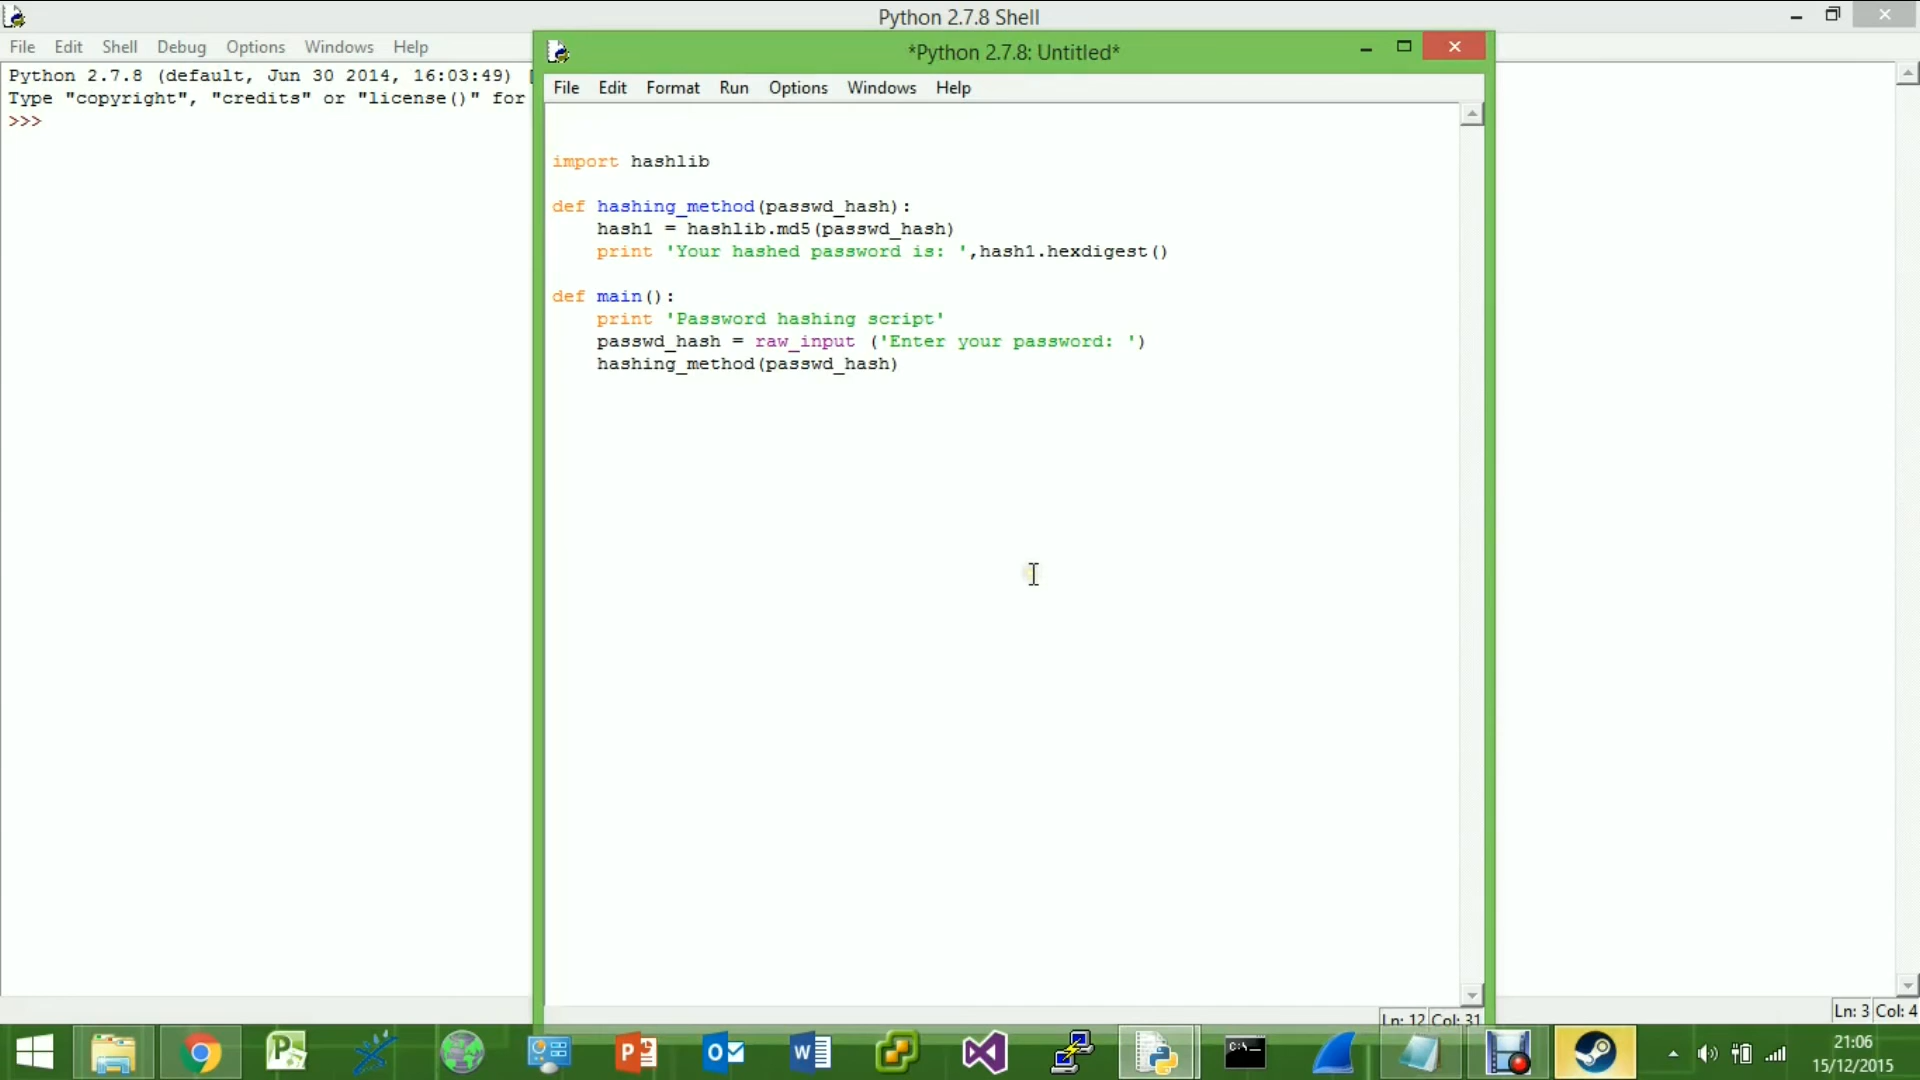 Python 2.7.8 Shell
File Edit Shell Debug Options Windows Help
Python 2.7.8 (default, Jun 30 2014, 16:03:49) [
Type "copyright", "credits" or "license()" for
>>>
*Python 2.7.8: Untitled*
File Edit Format Run Options Windows Help
import hashlib
def hashing_method(passwd_hash):
    hash1 = hashlib.md5(passwd_hash)
    print 'Your hashed password is: ',hash1.hexdigest()
def main():
    print 'Password hashing script'
    passwd_hash = raw_input ('Enter your password: ')
    hashing_method(passwd_hash)
Ln: 12 Col: 31
Ln: 3 Col: 4
21:06
15/12/2015